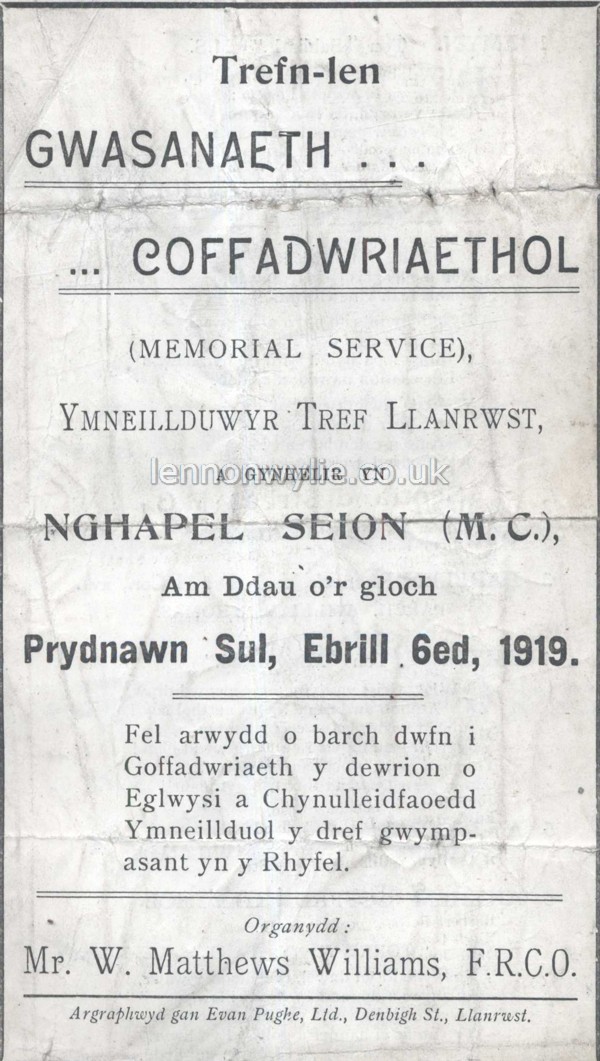 Trefn-len
GWASANAETH . . .
... COFFADWRIAETHOL
(MEMORIAL SERVICE),
YMNEILLDUWYR TREF LLANRWST,
A GYNHELIR YN
lennonwylie.co.uk
NGHAPEL SEION (M. C.),
Am Ddau o'r gloch
Prydnawn Sul, Ebrill 6ed, 1919.
Fel arwydd o barch dwfn i
Goffadwriaeth y dewrion o
Eglwysi a Chynulleidfaoedd
Ymneillduol y dref gwymp-
asant yn y Rhyfel.
Organydd:
Mr. W. Matthews Williams, F.R.C.O.
Argraphwyd gan Evan Pughe, Ltd., Denbigh St., Llanrwst.